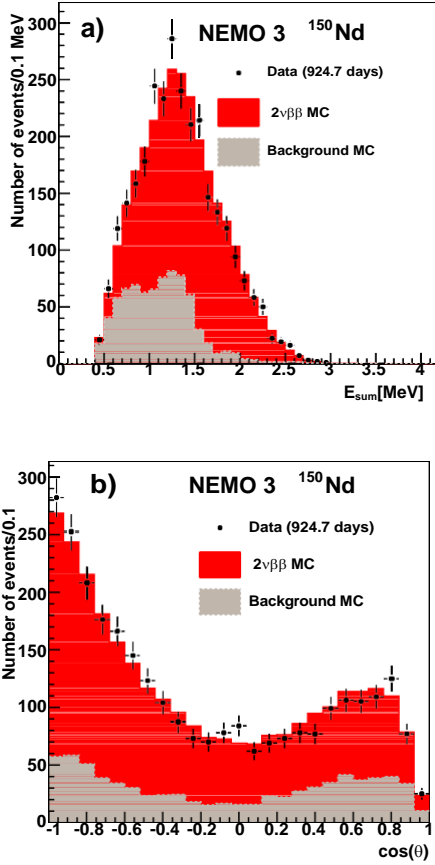 a) NEMO 3 ¹⁵⁰Nd
Number of events/0.1 MeV
Data (924.7 days)
2νββ MC
Background MC
300
250
200
150
100
50
0
0 0.5 1 1.5 2 2.5 3 3.5 4
E_sum[MeV]
b) NEMO 3 ¹⁵⁰Nd
Number of events/0.1
Data (924.7 days)
2νββ MC
Background MC
300
250
200
150
100
50
0
-1 -0.8 -0.6 -0.4 -0.2 0 0.2 0.4 0.6 0.8 1
cos(θ)